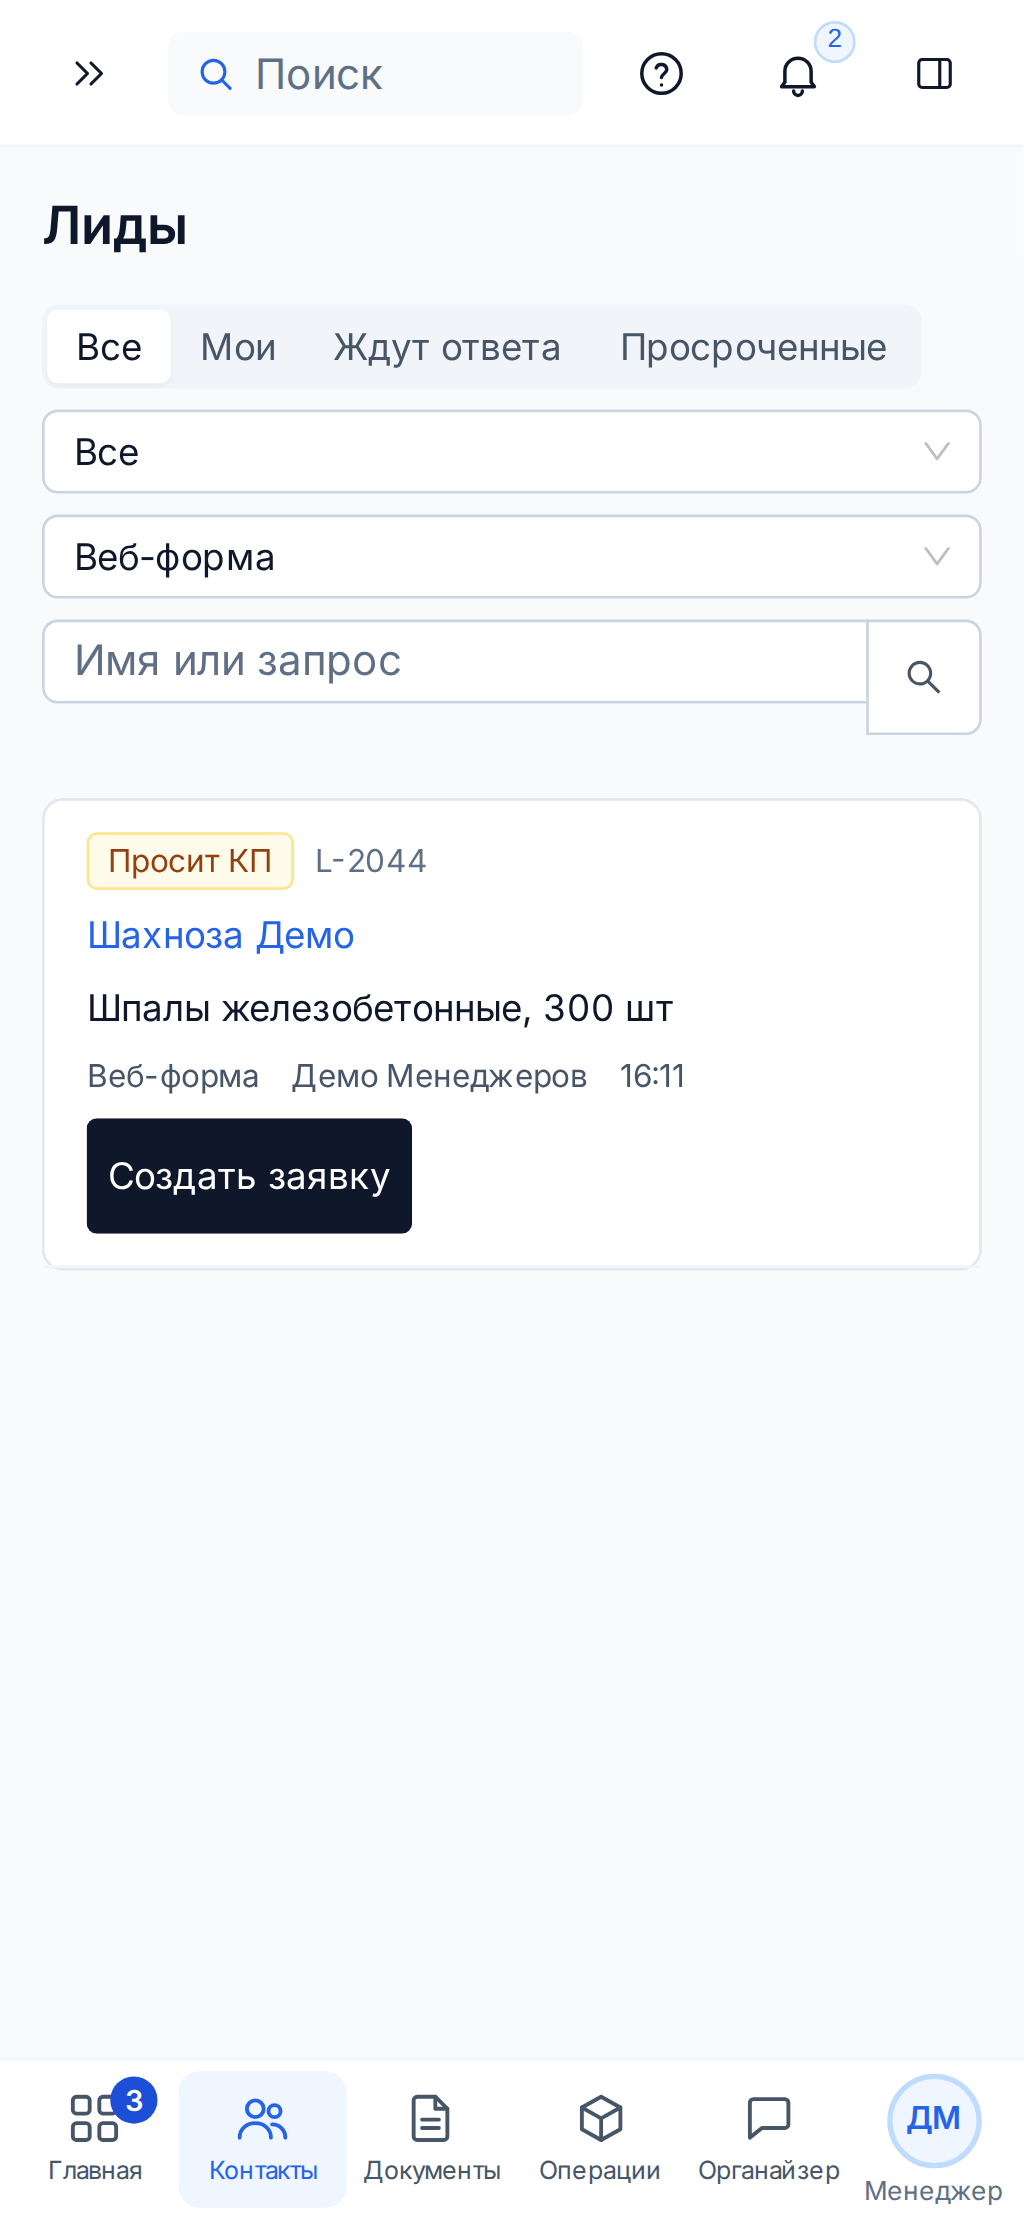 Поиск
2
Лиды
Все Мои Ждут ответа Просроченные
Все
Веб-форма
Имя или запрос
Просит КП L-2044
Шахноза Демо
Шпалы железобетонные, 300 шт
Веб-форма Демо Менеджеров 16:11
Создать заявку
3
ДМ
Главная Контакты Документы Операции Органайзер Менеджер